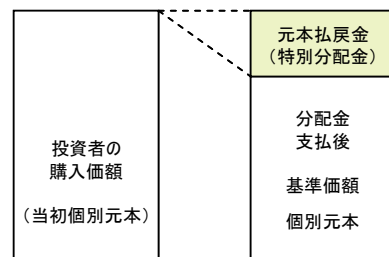 投資者の
購入価額
(当初個別元本)
元本払戻金
(特別分配金)
分配金
支払後
基準価額
個別元本